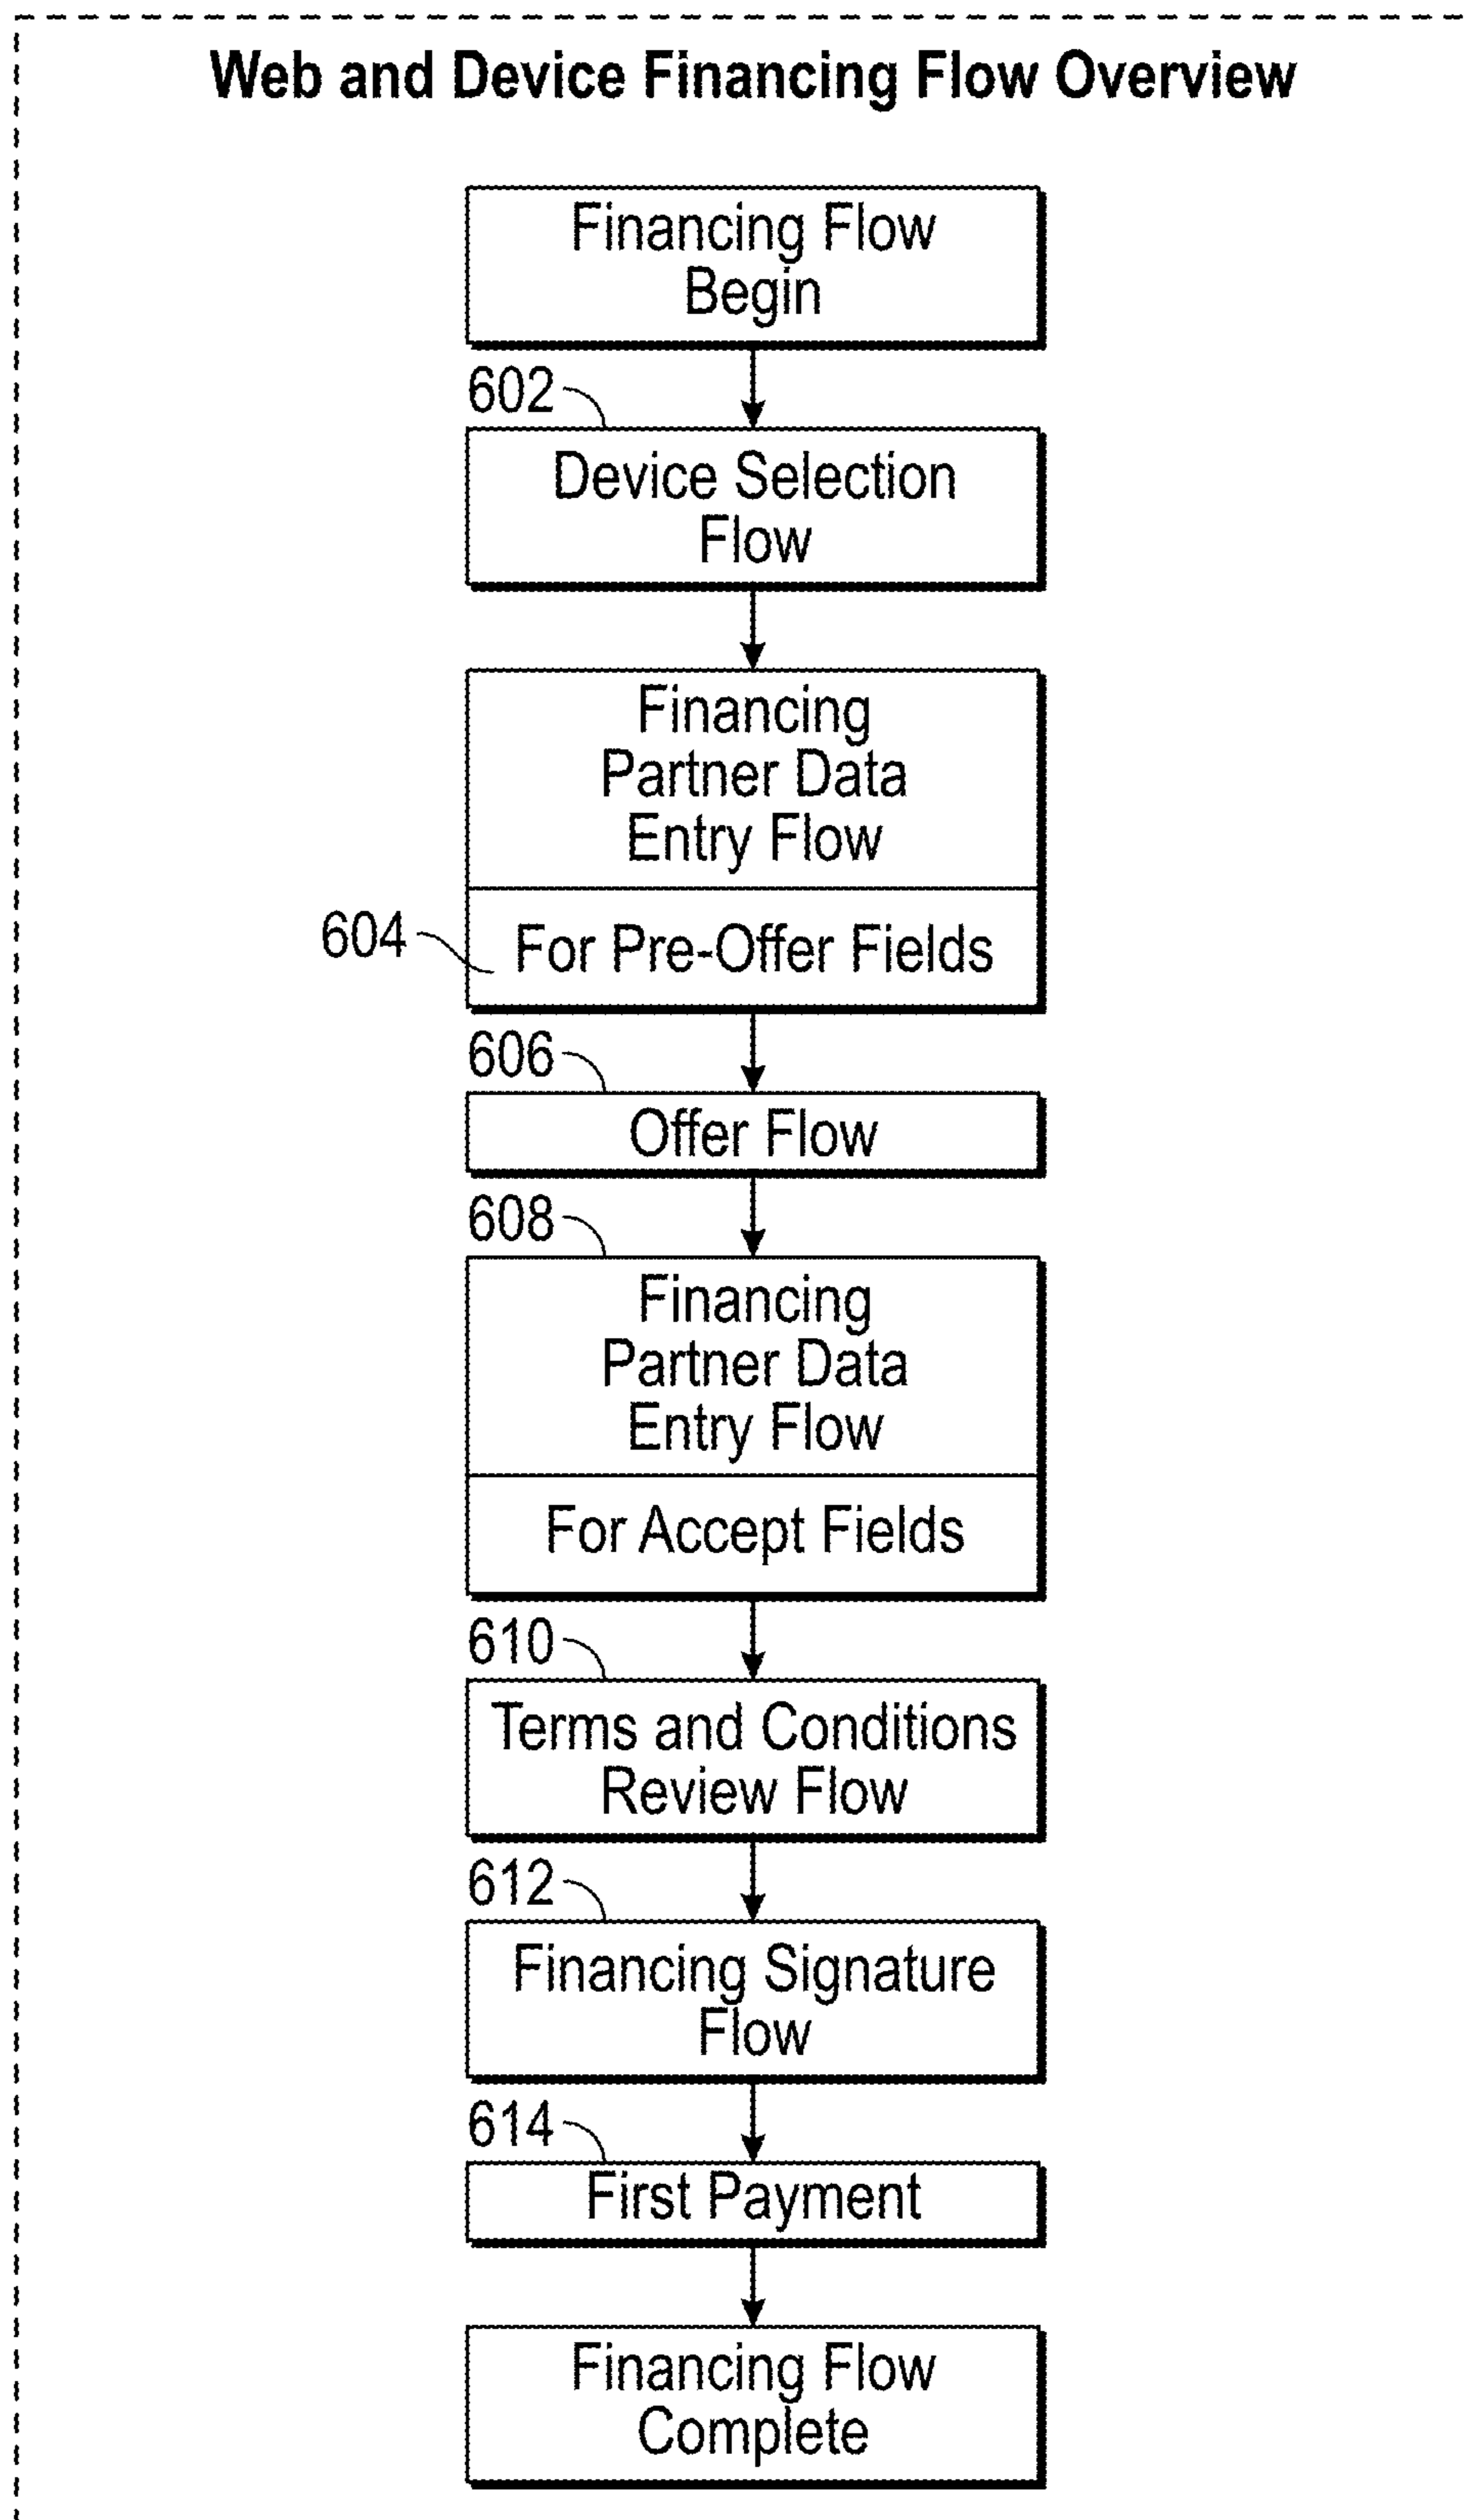 Web and Device Financing Flow Overview
Financing Flow
Begin
602
Device Selection
Flow
Financing
Partner Data
Entry Flow
604
For Pre-Offer Fields
606
Offer Flow
608
Financing
Partner Data
Entry Flow
For Accept Fields
610
Terms and Conditions
Review Flow
612
Financing Signature
Flow
614
First Payment
Financing Flow
Complete